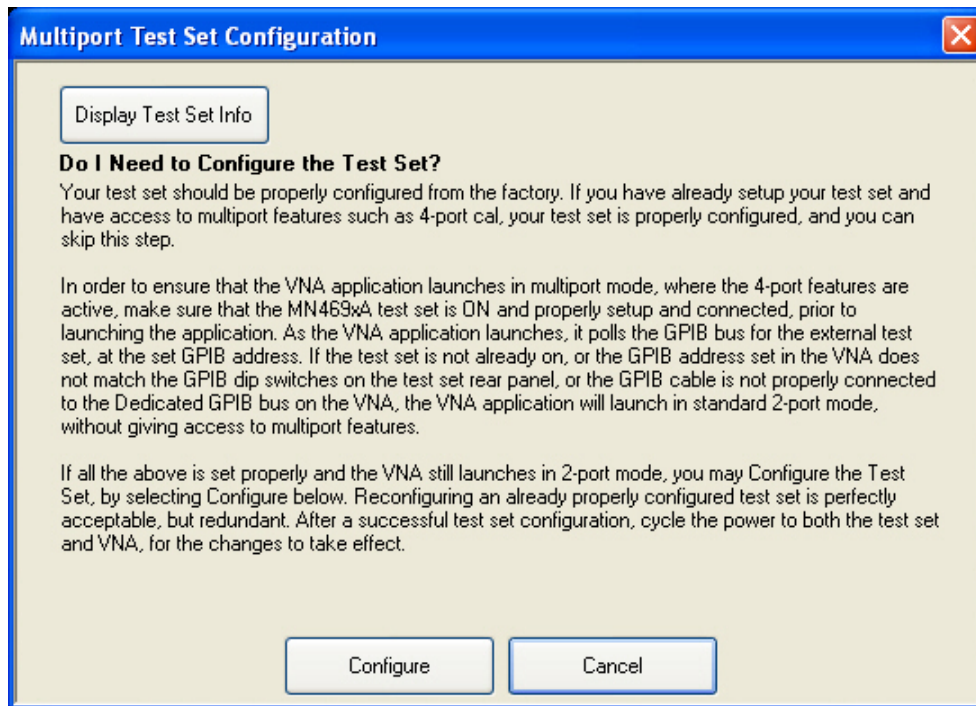 Multiport Test Set Configuration
Display Test Set Info
Do I Need to Configure the Test Set?
Your test set should be properly configured from the factory. If you have already setup your test set and
have access to multiport features such as 4-port cal, your test set is properly configured, and you can
skip this step.
In order to ensure that the VNA application launches in multiport mode, where the 4-port features are
active, make sure that the MN469xA test set is ON and properly setup and connected, prior to
launching the application. As the VNA application launches, it polls the GPIB bus for the external test
set, at the set GPIB address. If the test set is not already on, or the GPIB address set in the VNA does
not match the GPIB dip switches on the test set rear panel, or the GPIB cable is not properly connected
to the Dedicated GPIB bus on the VNA, the VNA application will launch in standard 2-port mode,
without giving access to multiport features.
If all the above is set properly and the VNA still launches in 2-port mode, you may Configure the Test
Set, by selecting Configure below. Reconfiguring an already properly configured test set is perfectly
acceptable, but redundant. After a successful test set configuration, cycle the power to both the test set
and VNA, for the changes to take effect.
Configure
Cancel